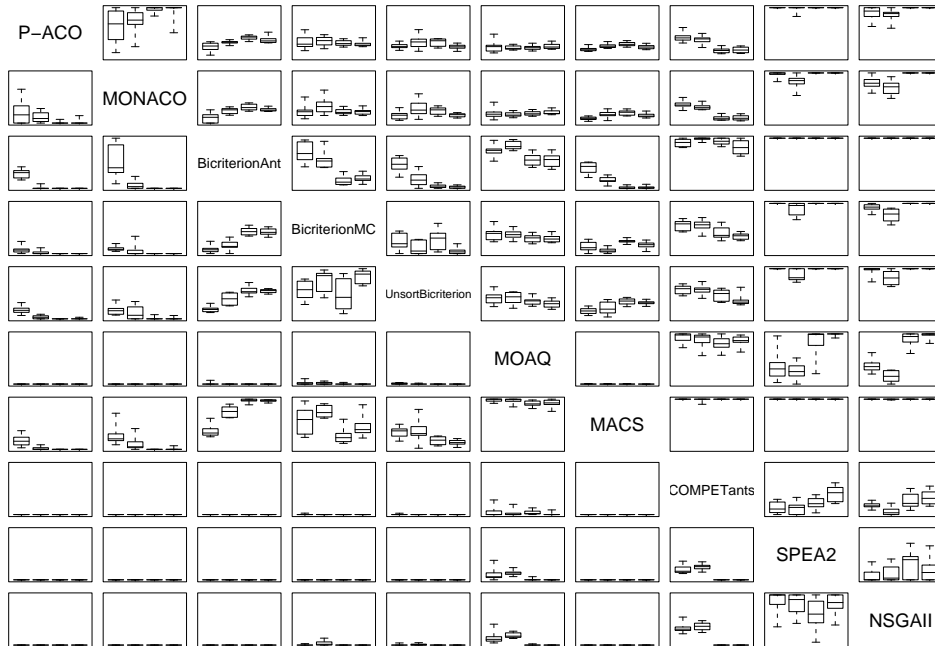 P-ACO
MONACO
BicriterionAnt
BicriterionMC
UnsortBicriterion
MOAQ
MACS
COMPETants
SPEA2
NSGAII